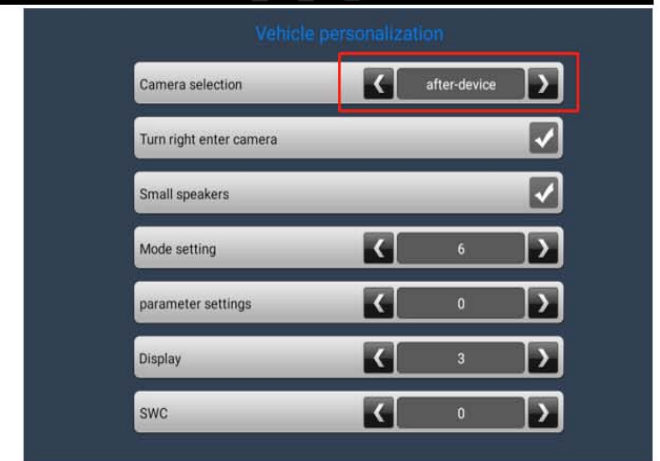 Vehicle personalization
Camera selection after-device
Turn right enter camera
Small speakers
Mode setting 6
parameter settings 0
Display 3
SWC 0